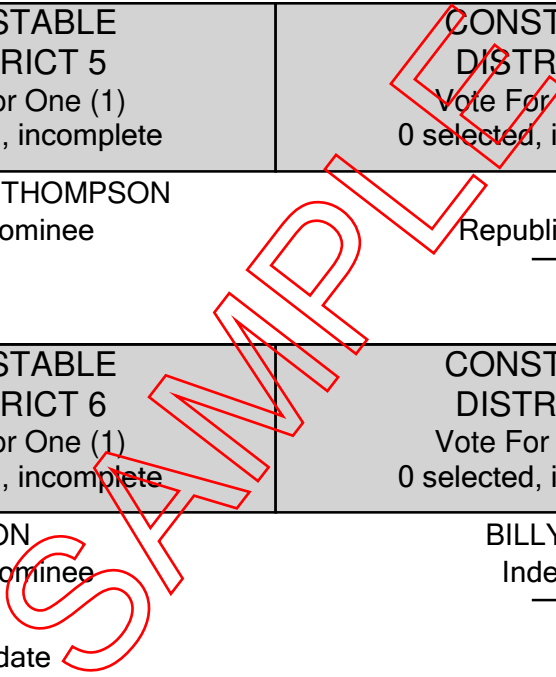 STABLE
RICT 5
or One (1)
, incomplete
THOMPSON
ominee
STABLE
RICT 6
or One (1)
, incomplete
ON
ominee
date
CONST
DISTR
Vote For
0 selected, i
Republi
CONST
DISTR
Vote For
0 selected, i
BILLY
Inde
SAMPLE